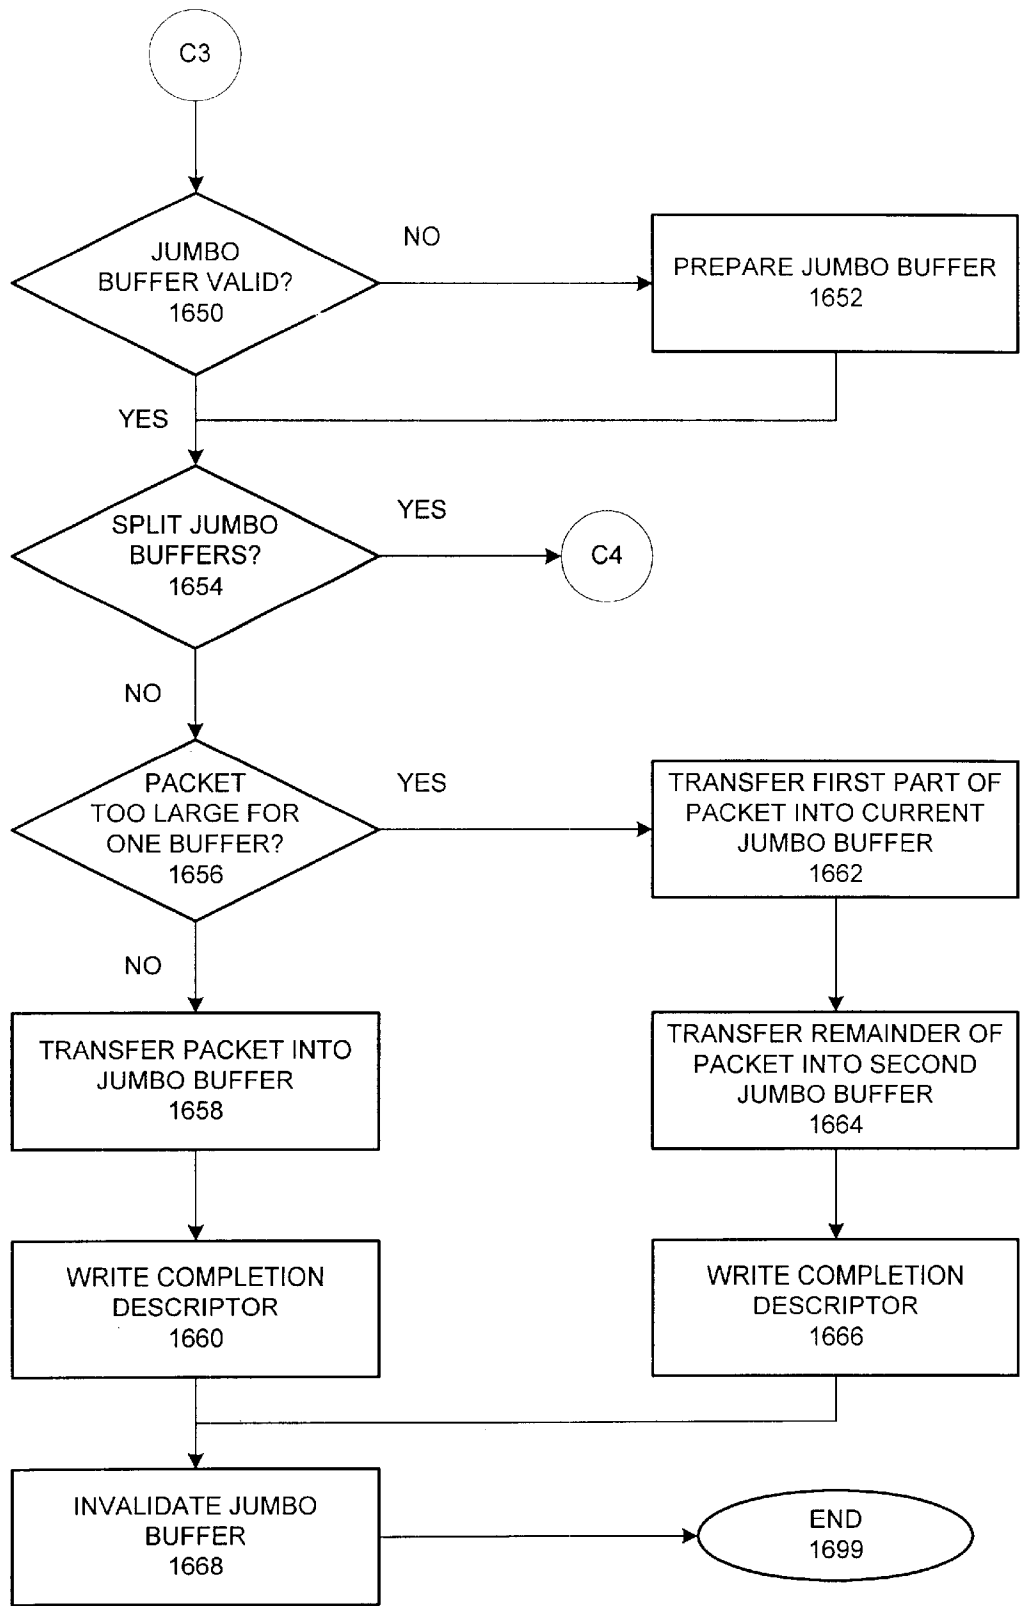 C3
JUMBO
BUFFER VALID?
1650
NO
PREPARE JUMBO BUFFER
1652
YES
SPLIT JUMBO
BUFFERS?
1654
YES
C4
NO
PACKET
TOO LARGE FOR
ONE BUFFER?
1656
YES
TRANSFER FIRST PART OF
PACKET INTO CURRENT
JUMBO BUFFER
1662
NO
TRANSFER PACKET INTO
JUMBO BUFFER
1658
TRANSFER REMAINDER OF
PACKET INTO SECOND
JUMBO BUFFER
1664
WRITE COMPLETION
DESCRIPTOR
1660
WRITE COMPLETION
DESCRIPTOR
1666
INVALIDATE JUMBO
BUFFER
1668
END
1699